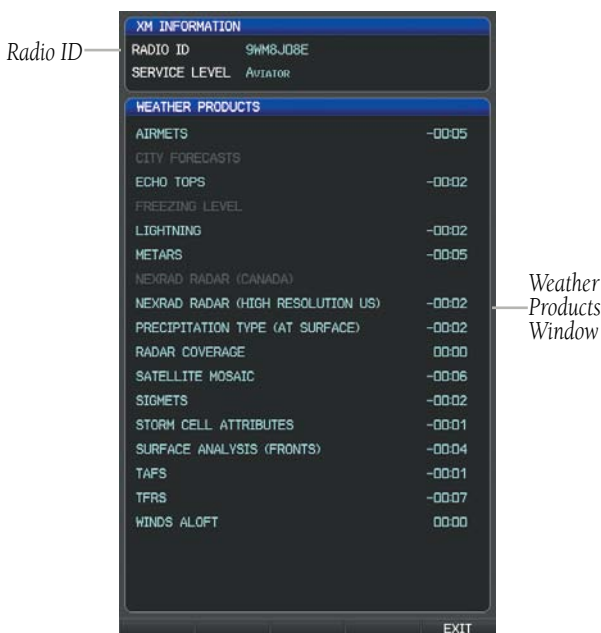 XM INFORMATION
Radio ID
RADIO ID 9WM8JO8E
SERVICE LEVEL AVIATOR
WEATHER PRODUCTS
AIRMETS -00:05
CITY FORECASTS
ECHO TOPS -00:02
FREEZING LEVEL
LIGHTNING -00:02
METARS -00:05
NEXRAD RADAR (CANADA)
NEXRAD RADAR (HIGH RESOLUTION US) -00:02
PRECIPITATION TYPE (AT SURFACE) -00:02
RADAR COVERAGE 00:00
SATELLITE MOSAIC -00:06
SIGMETS -00:02
STORM CELL ATTRIBUTES -00:01
SURFACE ANALYSIS (FRONTS) -00:04
TAFS -00:01
TFRS -00:07
WINDS ALOFT 00:00
Weather
Products
Window
EXIT